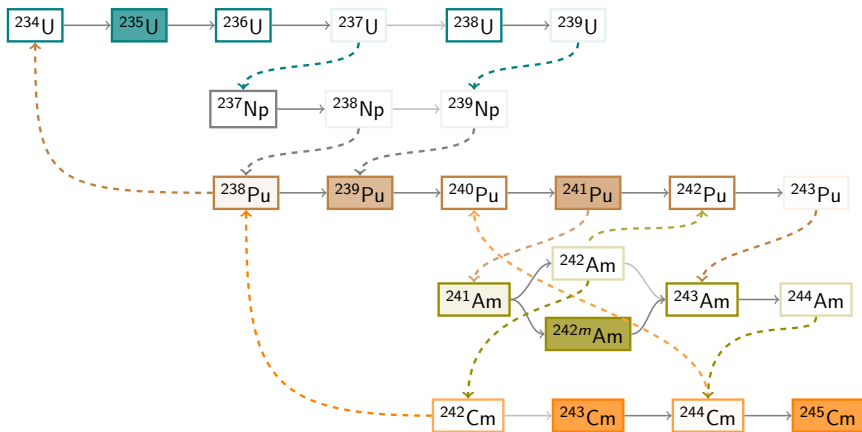 ²³⁴U ²³⁵U ²³⁶U ²³⁷U ²³⁸U ²³⁹U
²³⁷Np ²³⁸Np ²³⁹Np
²³⁸Pu ²³⁹Pu ²⁴⁰Pu ²⁴¹Pu ²⁴²Pu ²⁴³Pu
²⁴²Am
²⁴¹Am ²⁴³Am ²⁴⁴Am
²⁴²ᵐAm
²⁴²Cm ²⁴³Cm ²⁴⁴Cm ²⁴⁵Cm